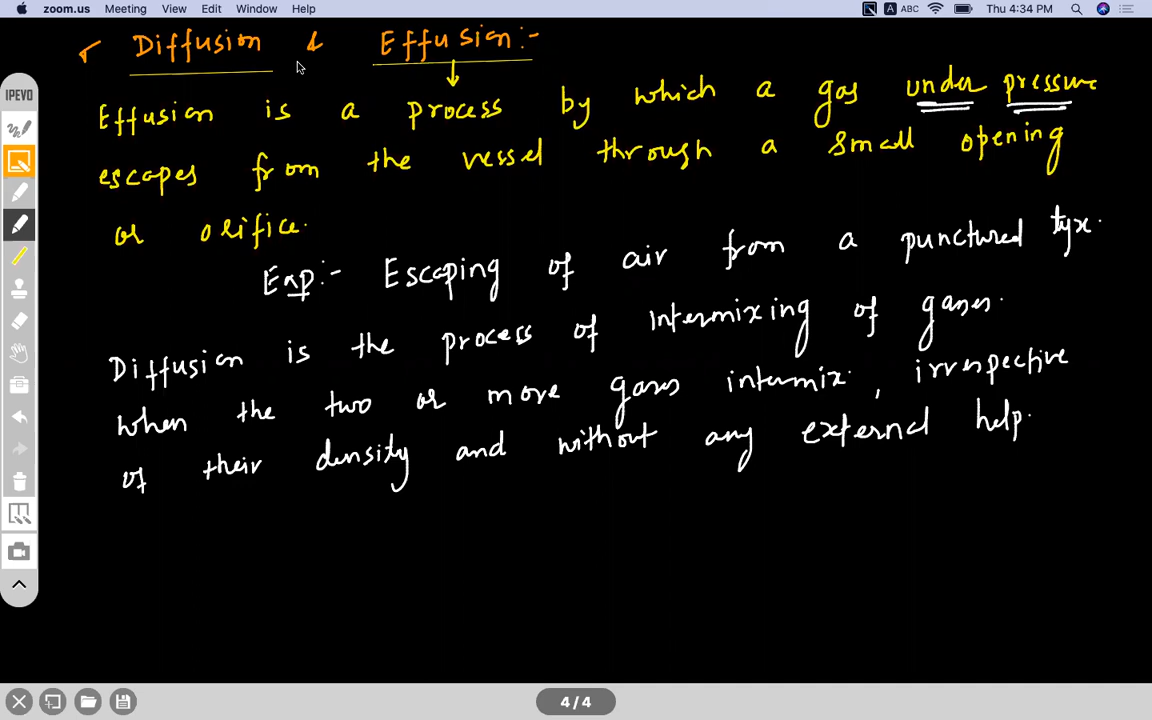 zoom.us Meeting View Edit Window Help A ABC Thu 4:34 PM
Diffusion & Effusion:-
IPEVO
Effusion is a process by which a gas under pressure
escapes from the vessel through a small opening
or orifice.
Exp:- Escaping of air from a punctured tyre.
Diffusion is the process of Intermixing of gases.
when the two or more gases intermix, irrespective
of their density and without any external help.
4/4